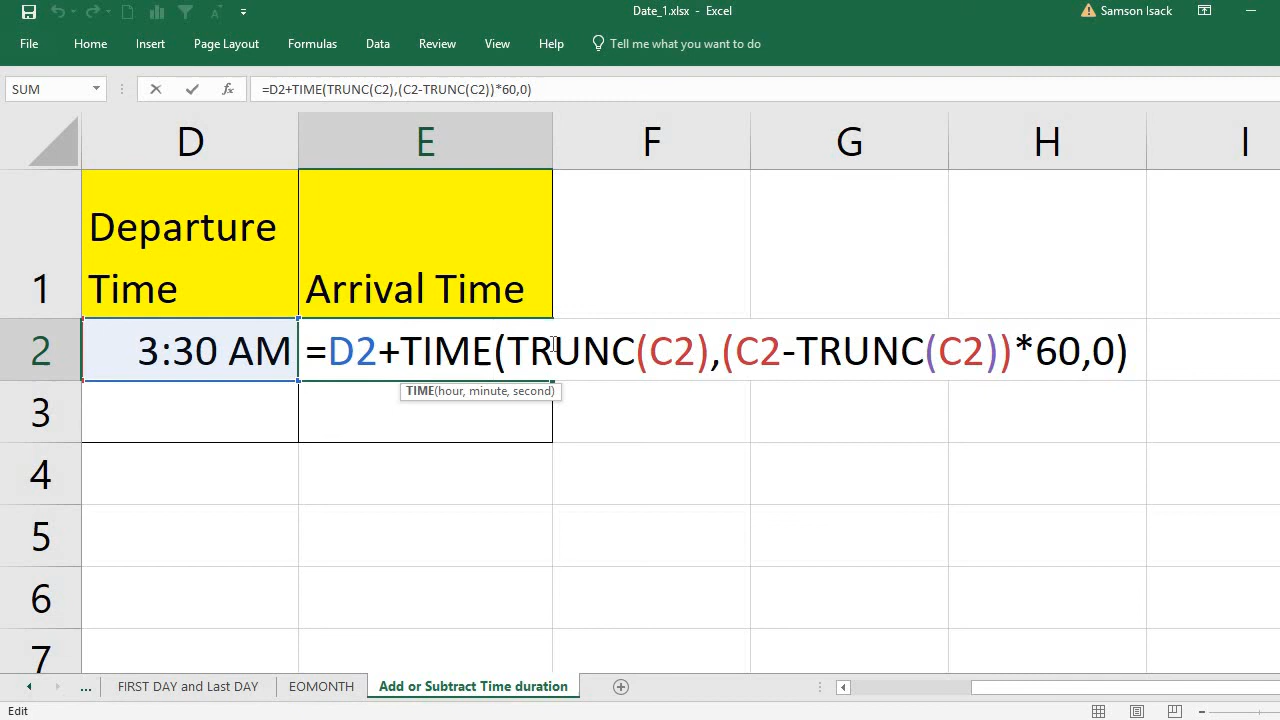 Date_1.xlsx - Excel
Samson Isack
File Home Insert Page Layout Formulas Data Review View Help Tell me what you want to do
SUM fx =D2+TIME(TRUNC(C2),(C2-TRUNC(C2))*60,0)
D E F G H I
1 Departure
Time Arrival Time
2 3:30 AM =D2+TIME(TRUNC(C2),(C2-TRUNC(C2))*60,0)
TIME(hour, minute, second)
3
4
5
6
7
... FIRST DAY and Last DAY EOMONTH Add or Subtract Time duration
Edit